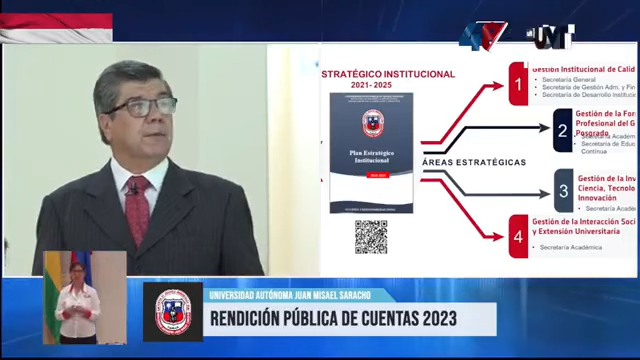 UVT
STRATÉGICO INSTITUCIONAL
2021- 2025
Plan Estratégico
Institucional
ÁREAS ESTRATÉGICAS
1
Gestión Institucional de Calid
• Secretaría General
• Secretaría de Gestión Adm. y Fin
• Secretaría de Desarrollo Instituci
2
Gestión de la For
Profesional del G
Posgrado
• Secretaría Académ
• Secretaría de Educ
Continua
3
Gestión de la Inv
Ciencia, Tecnolo
Innovación
• Secretaría Acadé
4
Gestión de la Interacción Soci
y Extensión Universitaria
• Secretaría Académica
UNIVERSIDAD AUTÓNOMA JUAN MISAEL SARACHO
RENDICIÓN PÚBLICA DE CUENTAS 2023